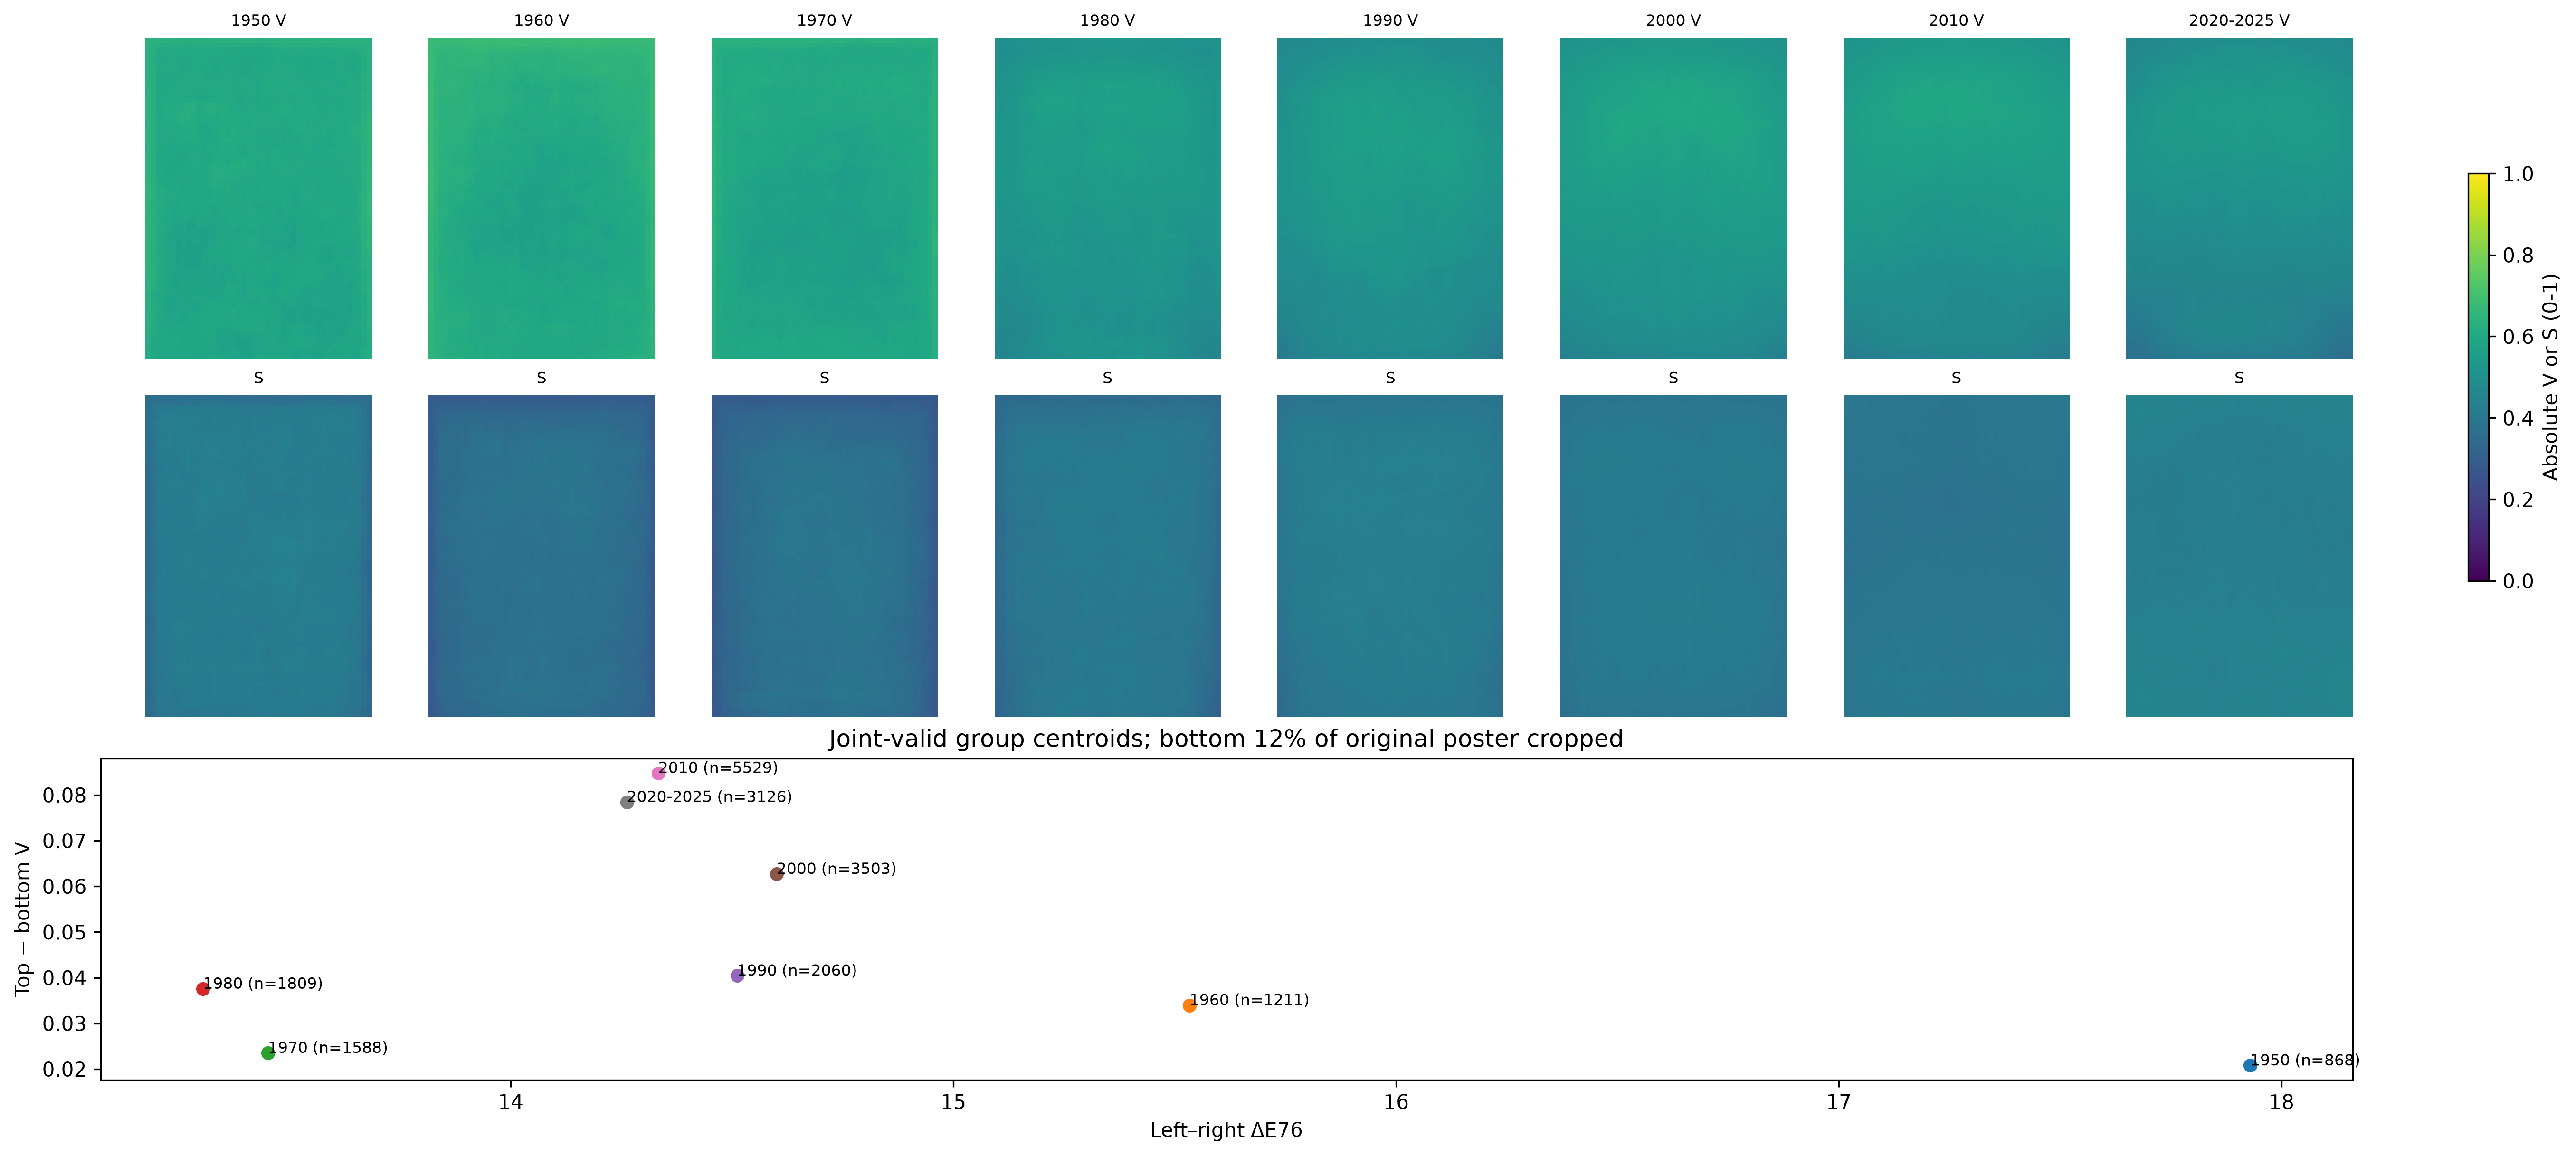 1950 V
1960 V
1970 V
1980 V
1990 V
2000 V
2010 V
2020-2025 V
S
S
S
S
S
S
S
S
1.0
0.8
0.6
0.4
0.2
0.0
Absolute V or S (0-1)
Joint-valid group centroids; bottom 12% of original poster cropped
Top − bottom V
0.08
0.07
0.06
0.05
0.04
0.03
0.02
2010 (n=5529)
2020-2025 (n=3126)
2000 (n=3503)
1990 (n=2060)
1980 (n=1809)
1960 (n=1211)
1970 (n=1588)
1950 (n=868)
14
15
16
17
18
Left–right ΔE76